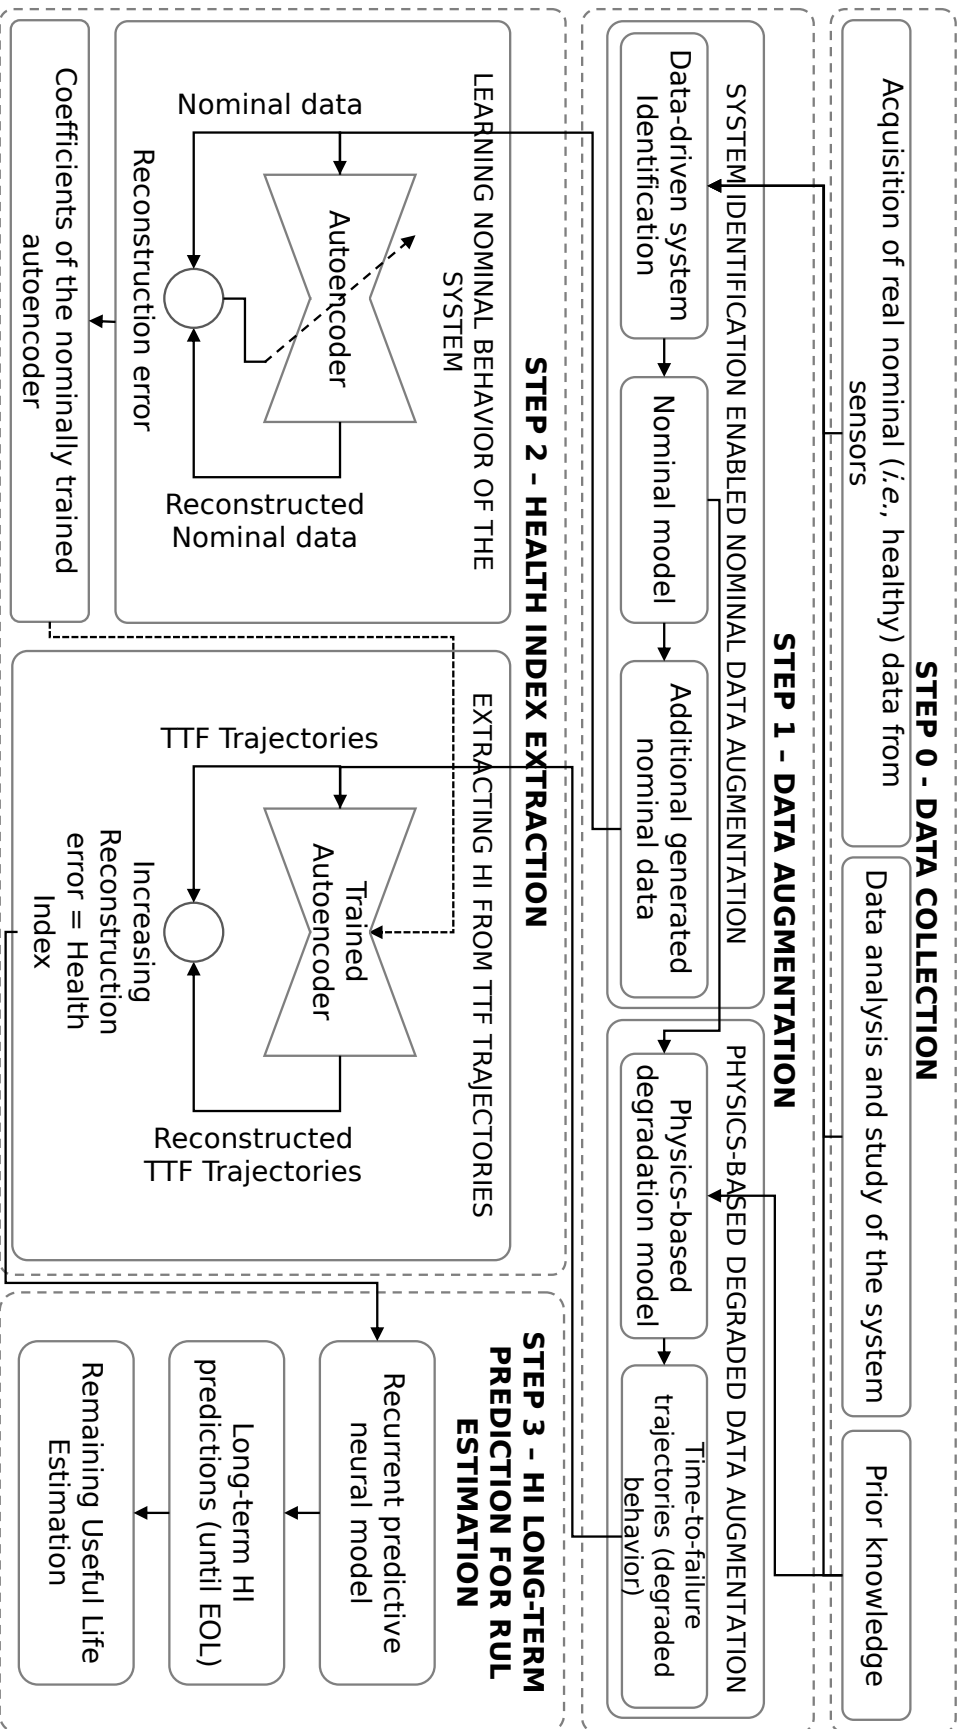 STEP 0 - DATA COLLECTION
Acquisition of real nominal (i.e., healthy) data from
sensors
Data analysis and study of the system
Prior knowledge
STEP 1 – DATA AUGMENTATION
SYSTEM IDENTIFICATION ENABLED NOMINAL DATA AUGMENTATION
Data-driven system
Identification
Nominal model
Additional generated
nominal data
PHYSICS-BASED DEGRADED DATA AUGMENTATION
Physics-based
degradation model
Time-to-failure
trajectories (degraded
behavior)
STEP 2 – HEALTH INDEX EXTRACTION
LEARNING NOMINAL BEHAVIOR OF THE
SYSTEM
Nominal data
Autoencoder
Reconstructed
Nominal data
Reconstruction error
Coefficients of the nominally trained
autoencoder
EXTRACTING HI FROM TTF TRAJECTORIES
TTF Trajectories
Trained
Autoencoder
Reconstructed
TTF Trajectories
Increasing
Reconstruction
error = Health
Index
STEP 3 – HI LONG-TERM
PREDICTION FOR RUL
ESTIMATION
Recurrent predictive
neural model
Long-term HI
predictions (until EOL)
Remaining Useful Life
Estimation